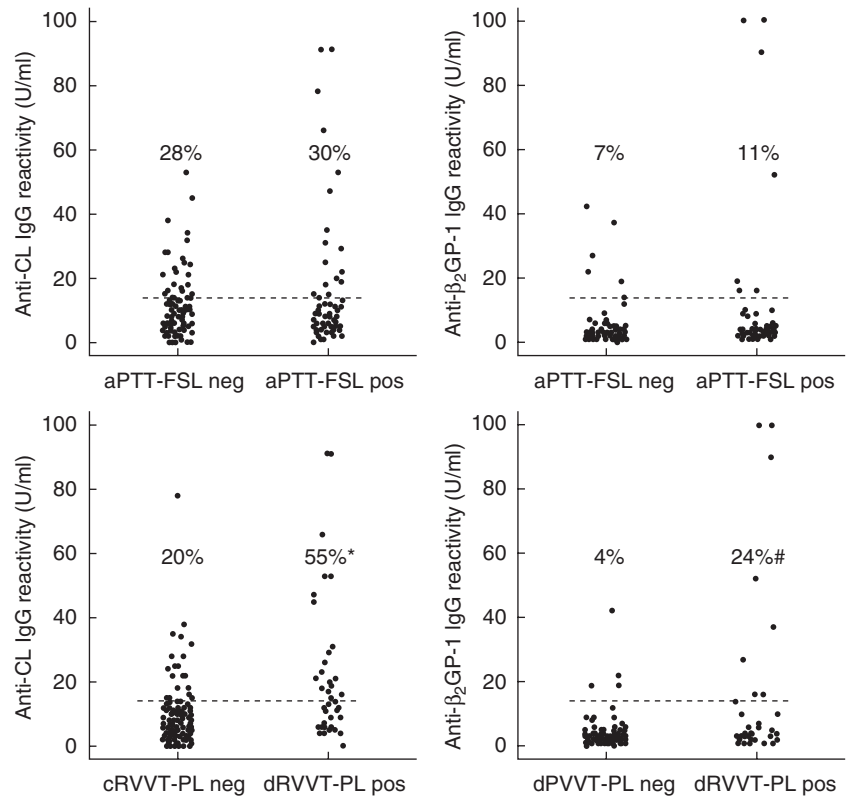 100
80
60
40
20
0
Anti-CL IgG reactivity (U/ml)
28%
30%
aPTT-FSL neg
aPTT-FSL pos
100
80
60
40
20
0
Anti-β₂GP-1 IgG reactivity (U/ml)
7%
11%
aPTT-FSL neg
aPTT-FSL pos
100
80
60
40
20
0
Anti-CL IgG reactivity (U/ml)
20%
55%*
cRVVT-PL neg
dRVVT-PL pos
100
80
60
40
20
0
Anti-β₂GP-1 IgG reactivity (U/ml)
4%
24%#
dPVVT-PL neg
dRVVT-PL pos